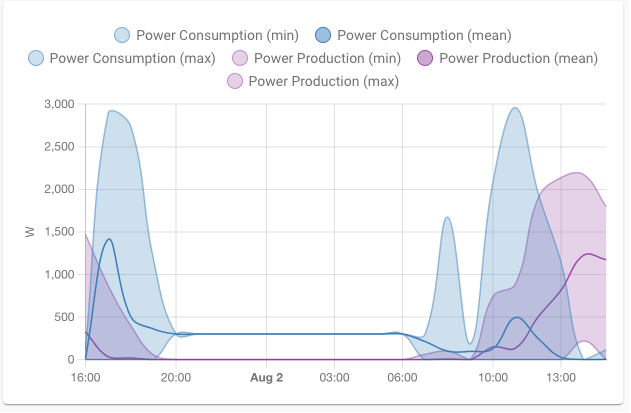 Power Consumption (min) Power Consumption (mean)
Power Consumption (max) Power Production (min) Power Production (mean)
Power Production (max)
3,000
2,500
2,000
1,500
1,000
500
0
W
16:00 20:00 Aug 2 03:00 06:00 10:00 13:00